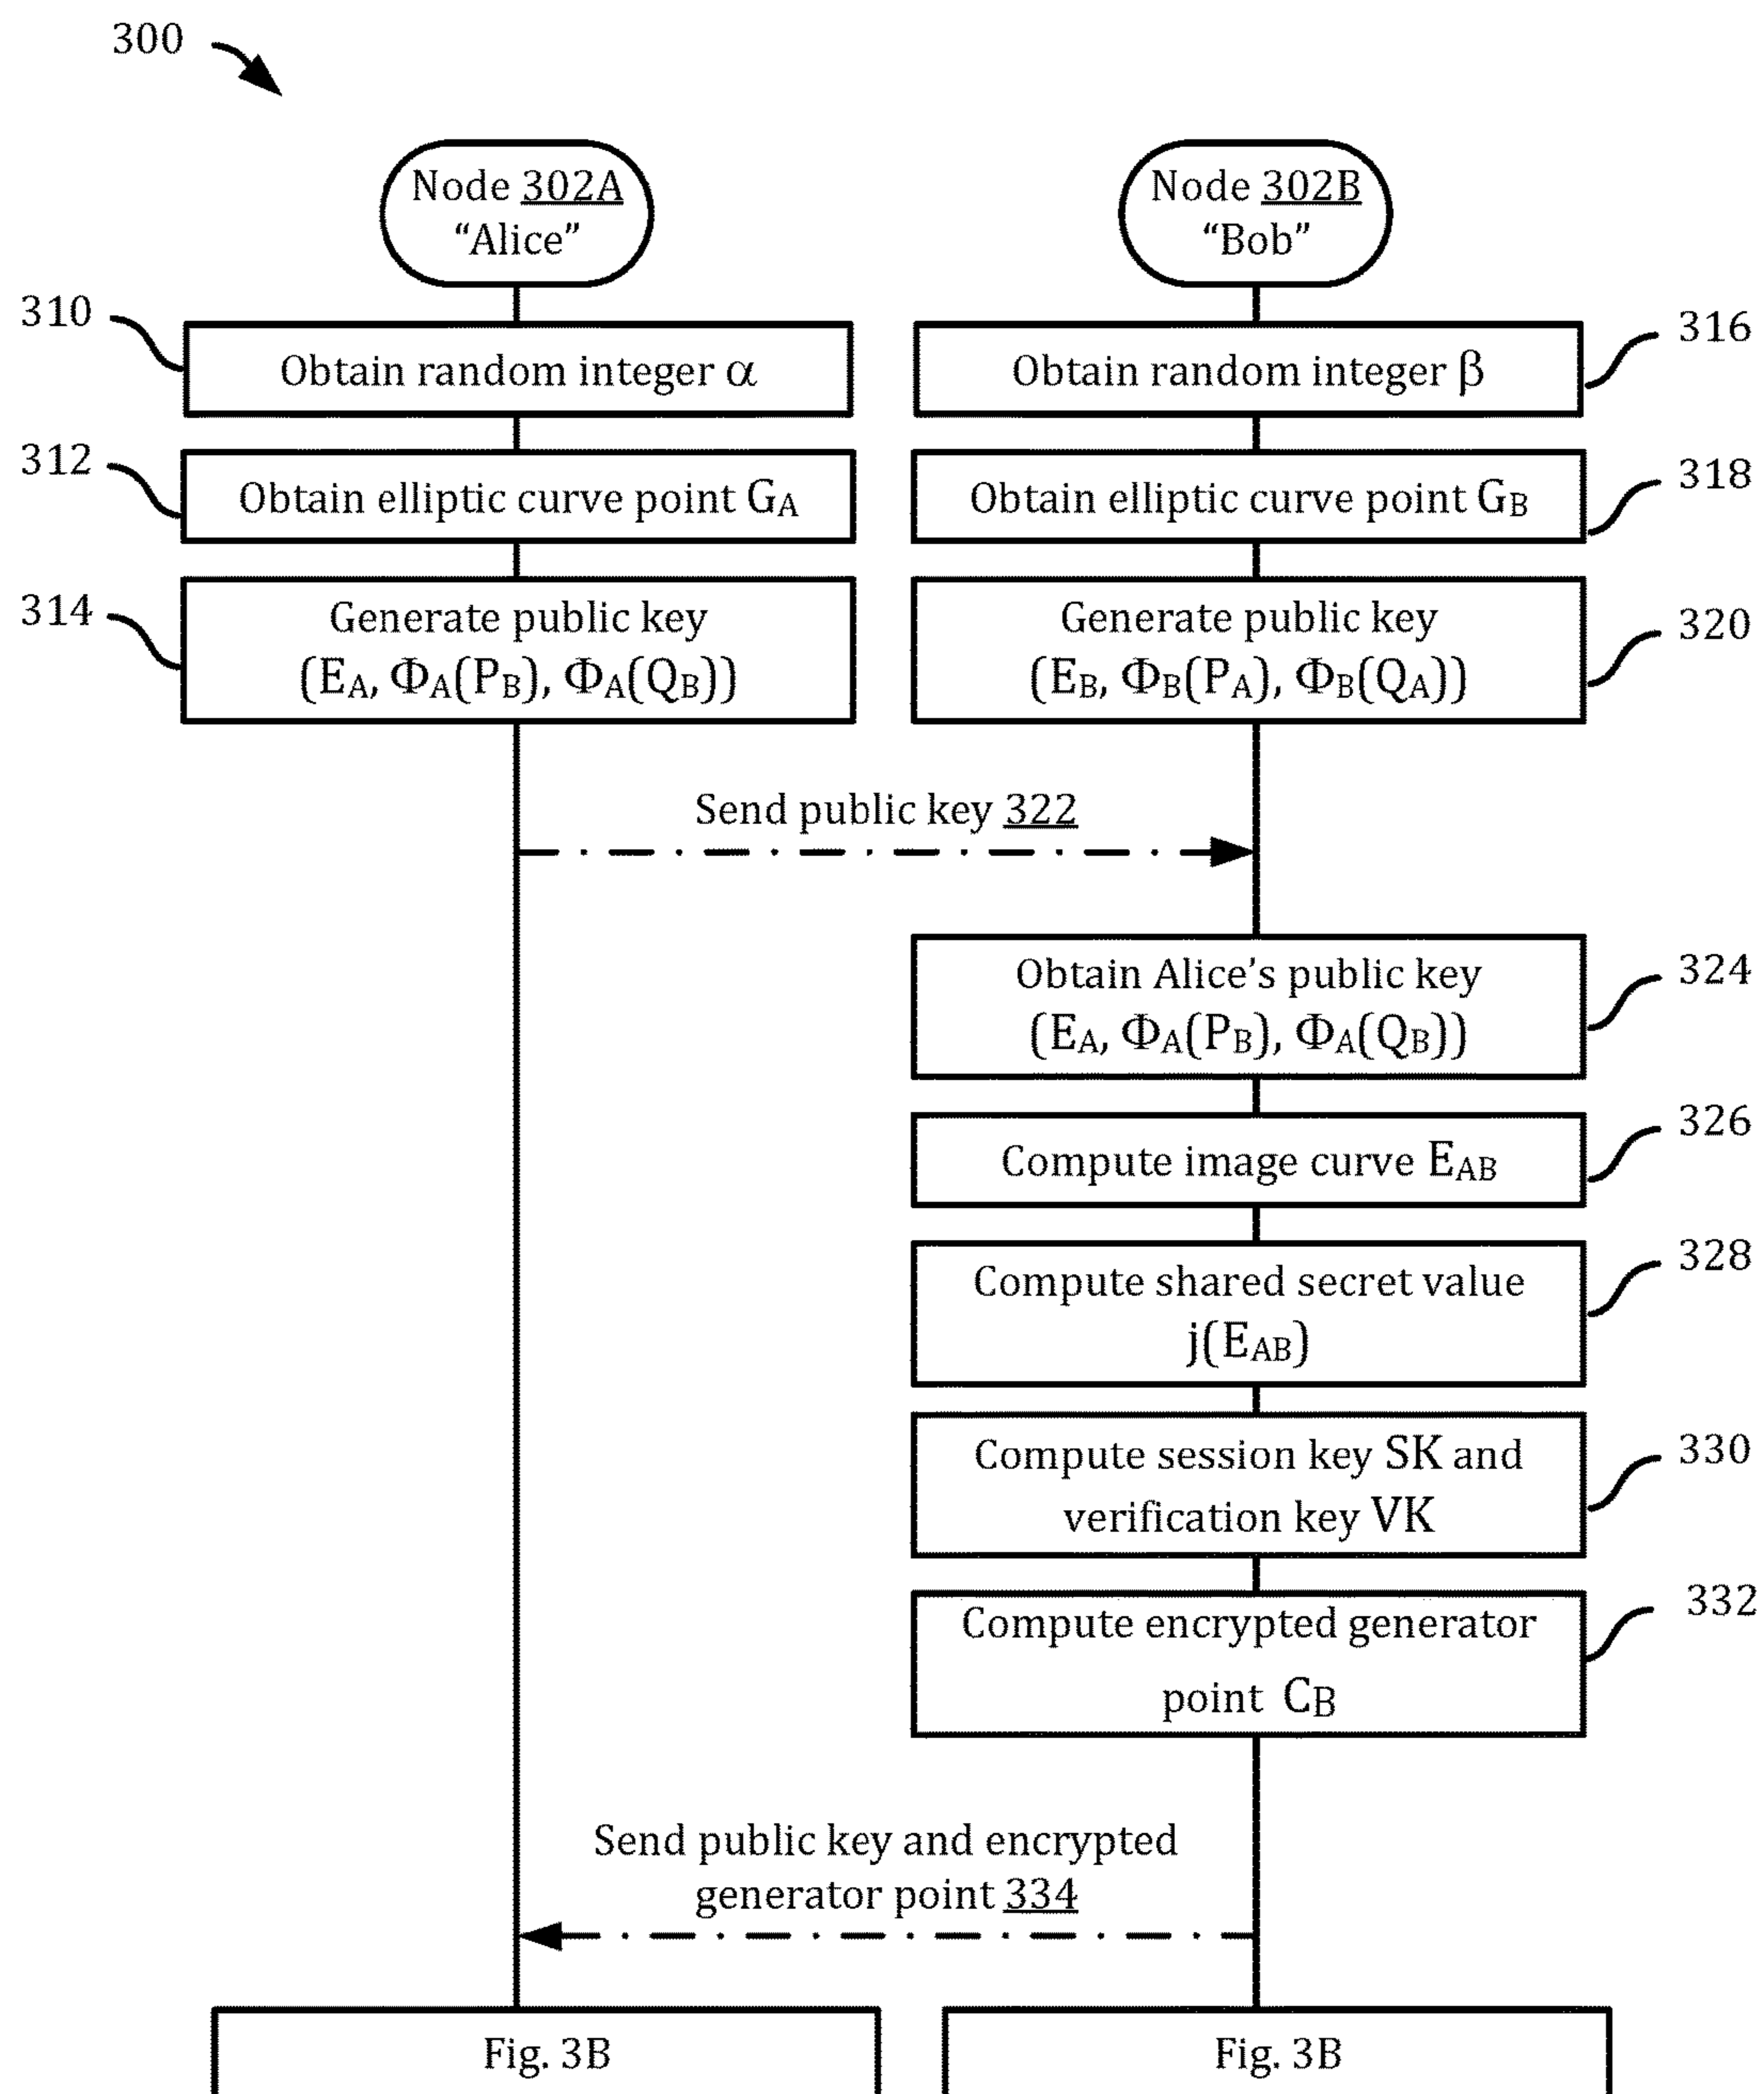 300
Node 302A
“Alice”
Node 302B
“Bob”
310
Obtain random integer α
Obtain random integer β
316
312
Obtain elliptic curve point GA
Obtain elliptic curve point GB
318
314
Generate public key
(EA, ΦA(PB), ΦA(QB))
Generate public key
(EB, ΦB(PA), ΦB(QA))
320
Send public key 322
Obtain Alice’s public key
(EA, ΦA(PB), ΦA(QB))
324
Compute image curve EAB
326
Compute shared secret value
j(EAB)
328
Compute session key SK and
verification key VK
330
Compute encrypted generator
point CB
332
Send public key and encrypted
generator point 334
Fig. 3B
Fig. 3B